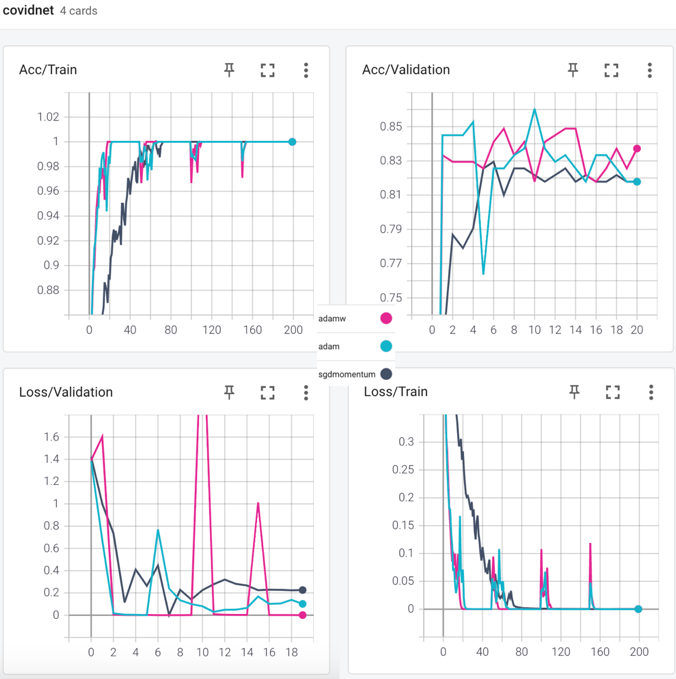 covidnet 4 cards
Acc/Train
1.02
1
0.98
0.96
0.94
0.92
0.9
0.88
0 40 80 120 160 200
Acc/Validation
0.85
0.83
0.81
0.79
0.77
0.75
0 2 4 6 8 10 12 14 16 18 20
adamw
adam
sgdmomentum
Loss/Validation
1.6
1.4
1.2
1
0.8
0.6
0.4
0.2
0
0 2 4 6 8 10 12 14 16 18
Loss/Train
0.3
0.25
0.2
0.15
0.1
0.05
0
0 40 80 120 160 200